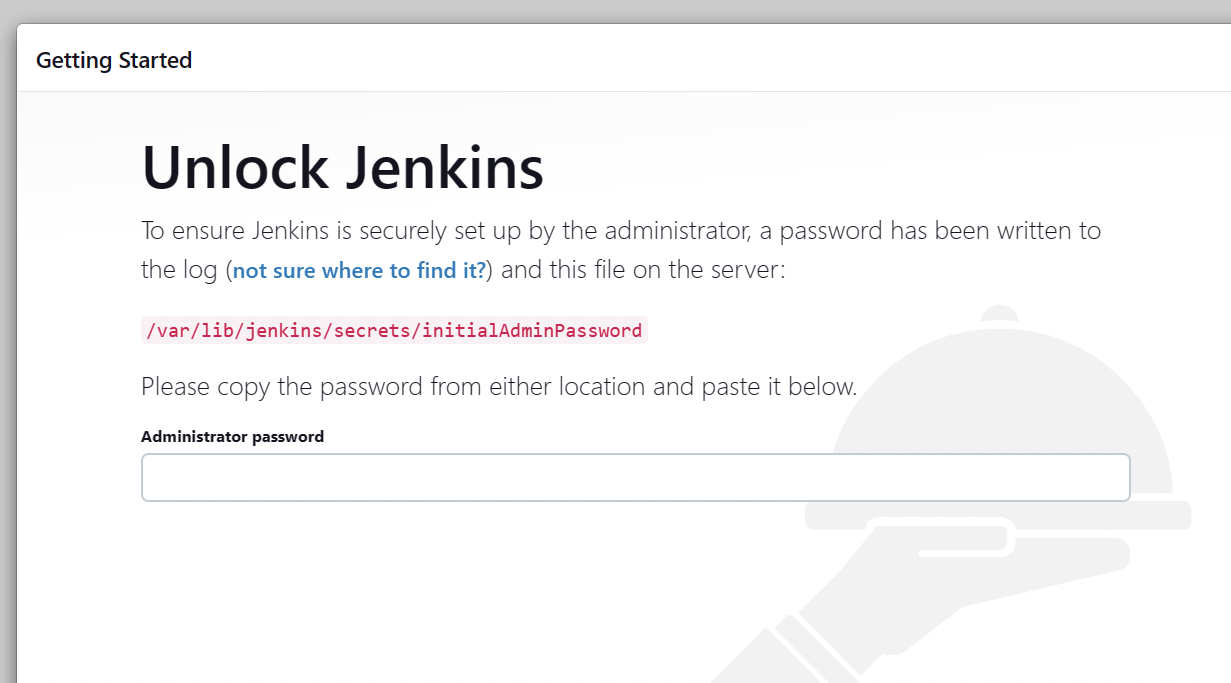 Getting Started
Unlock Jenkins
To ensure Jenkins is securely set up by the administrator, a password has been written to
the log (not sure where to find it?) and this file on the server:
/var/lib/jenkins/secrets/initialAdminPassword
Please copy the password from either location and paste it below.
Administrator password